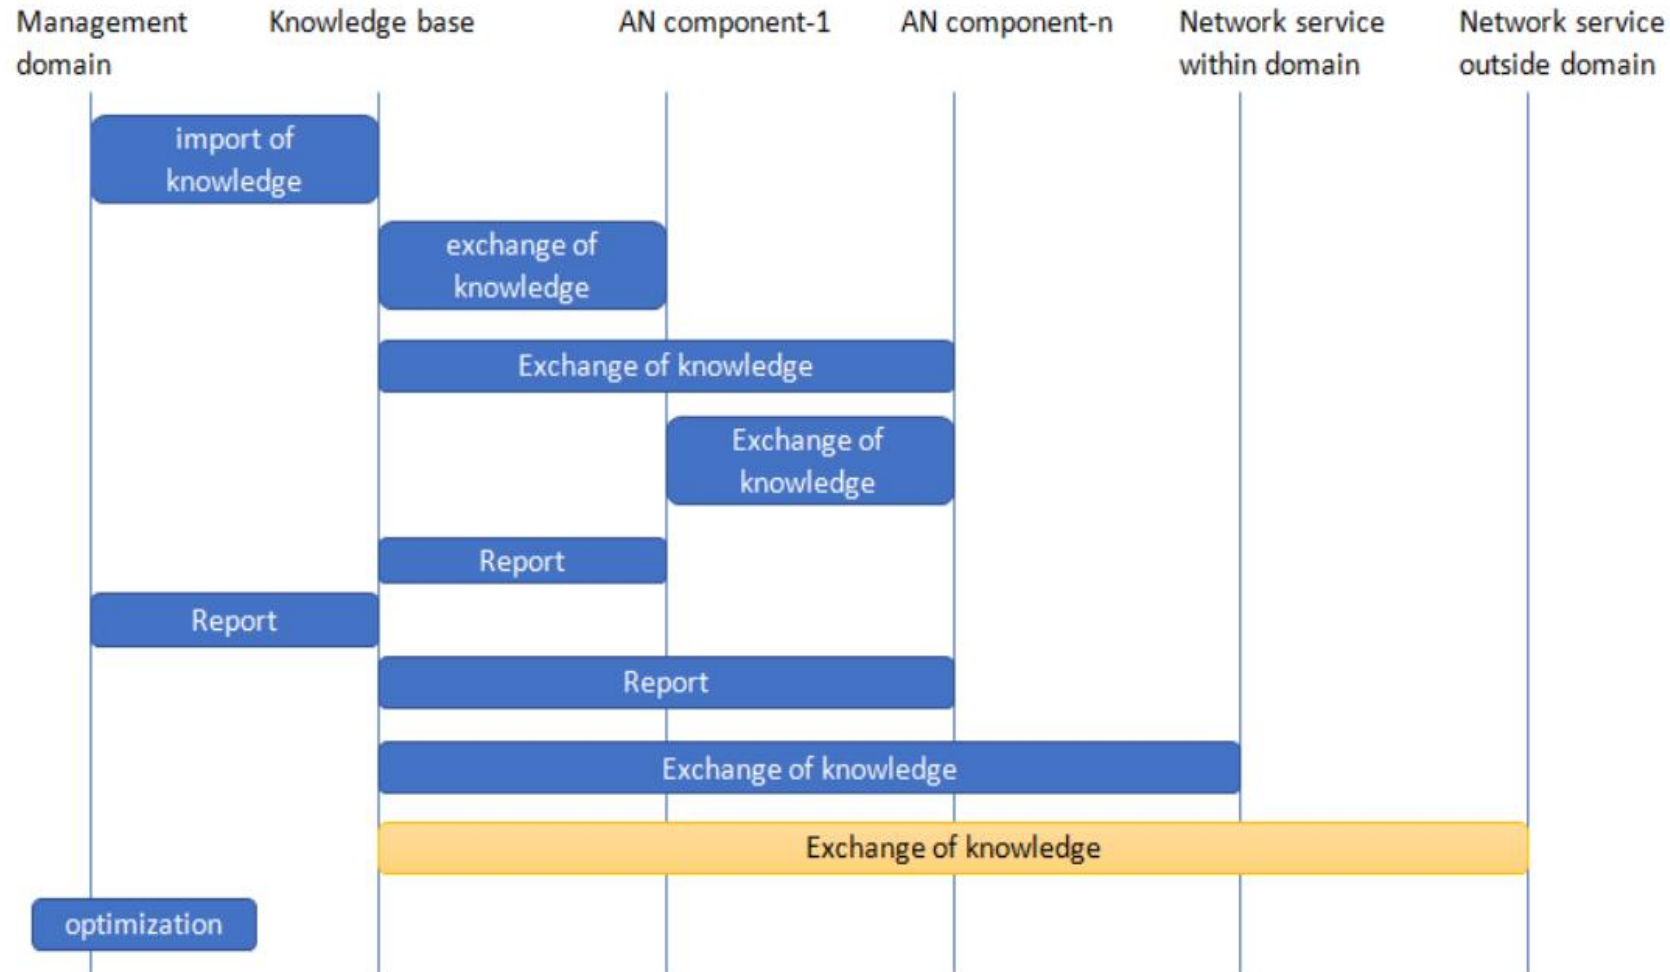 Management
domain
Knowledge base
AN component-1
AN component-n
Network service
within domain
Network service
outside domain
import of
knowledge
exchange of
knowledge
Exchange of knowledge
Exchange of
knowledge
Report
Report
Report
Exchange of knowledge
Exchange of knowledge
optimization